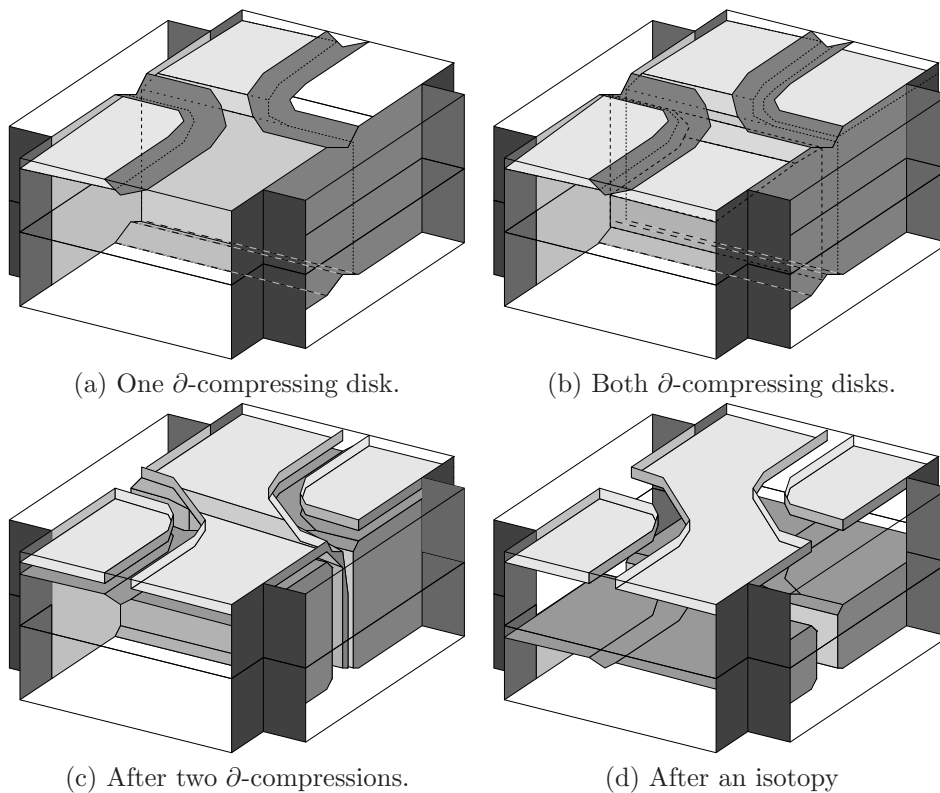 (a) One ∂-compressing disk.
(b) Both ∂-compressing disks.
(c) After two ∂-compressions.
(d) After an isotopy